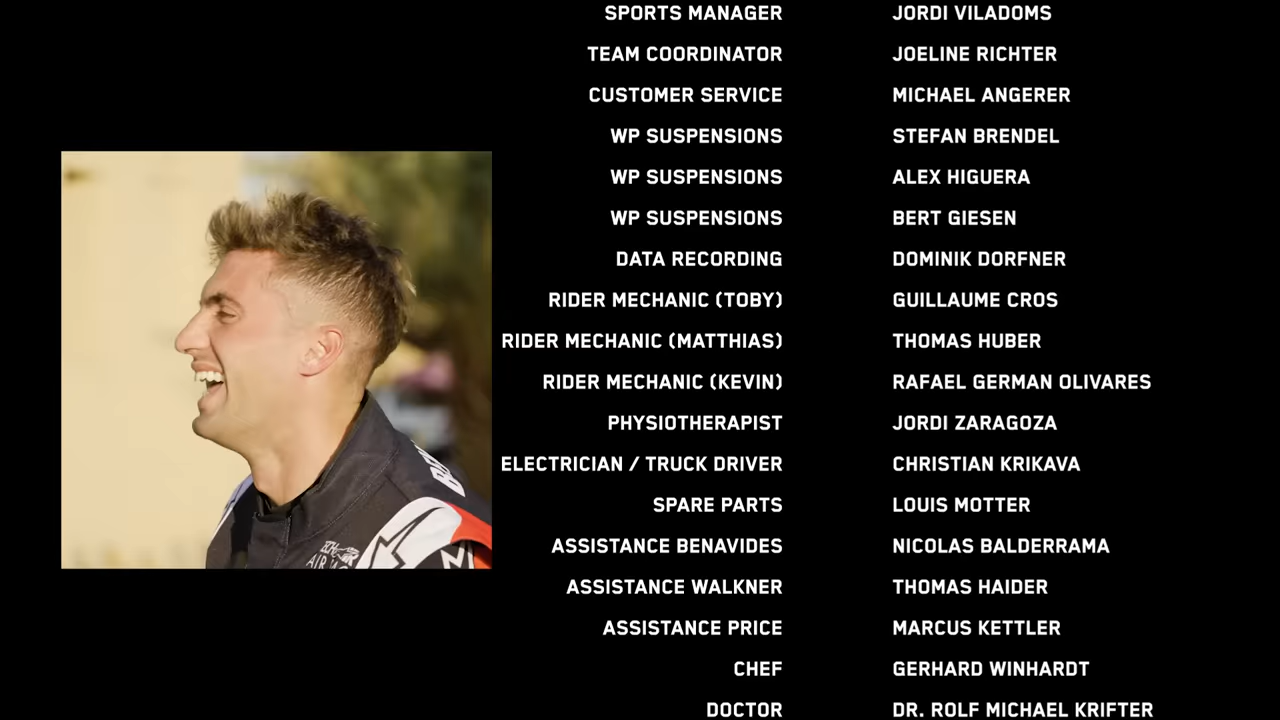 SPORTS MANAGER JORDI VILADOMS
TEAM COORDINATOR JOELINE RICHTER
CUSTOMER SERVICE MICHAEL ANGERER
WP SUSPENSIONS STEFAN BRENDEL
WP SUSPENSIONS ALEX HIGUERA
WP SUSPENSIONS BERT GIESEN
DATA RECORDING DOMINIK DORFNER
RIDER MECHANIC (TOBY) GUILLAUME CROS
RIDER MECHANIC (MATTHIAS) THOMAS HUBER
RIDER MECHANIC (KEVIN) RAFAEL GERMAN OLIVARES
PHYSIOTHERAPIST JORDI ZARAGOZA
ELECTRICIAN / TRUCK DRIVER CHRISTIAN KRIKAVA
SPARE PARTS LOUIS MOTTER
ASSISTANCE BENAVIDES NICOLAS BALDERRAMA
ASSISTANCE WALKNER THOMAS HAIDER
ASSISTANCE PRICE MARCUS KETTLER
CHEF GERHARD WINHARDT
DOCTOR DR. ROLF MICHAEL KRIFTER